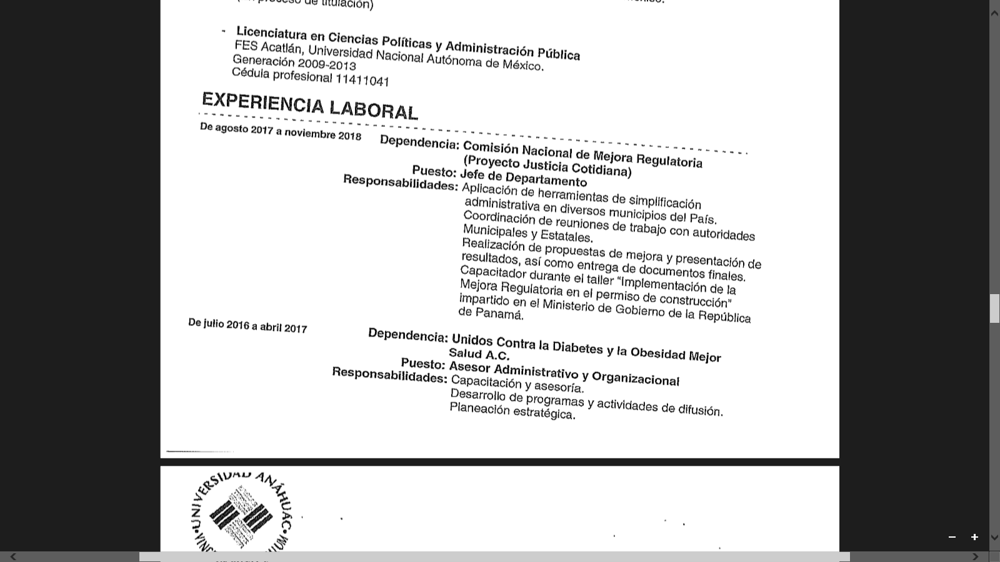 proceso de titulación)
- Licenciatura en Ciencias Políticas y Administración Pública
FES Acatlán, Universidad Nacional Autónoma de México.
Generación 2009-2013
Cédula profesional 11411041
EXPERIENCIA LABORAL
De agosto 2017 a noviembre 2018
Dependencia: Comisión Nacional de Mejora Regulatoria
(Proyecto Justicia Cotidiana)
Puesto: Jefe de Departamento
Responsabilidades: Aplicación de herramientas de simplificación
administrativa en diversos municipios del País.
Coordinación de reuniones de trabajo con autoridades
Municipales y Estatales.
Realización de propuestas de mejora y presentación de
resultados, así como entrega de documentos finales.
Capacitador durante el taller “Implementación de la
Mejora Regulatoria en el permiso de construcción”
impartido en el Ministerio de Gobierno de la República
de Panamá.
De julio 2016 a abril 2017
Dependencia: Unidos Contra la Diabetes y la Obesidad Mejor
Salud A.C.
Puesto: Asesor Administrativo y Organizacional
Responsabilidades: Capacitación y asesoría.
Desarrollo de programas y actividades de difusión.
Planeación estratégica.
UNIVERSIDAD ANÁHUAC